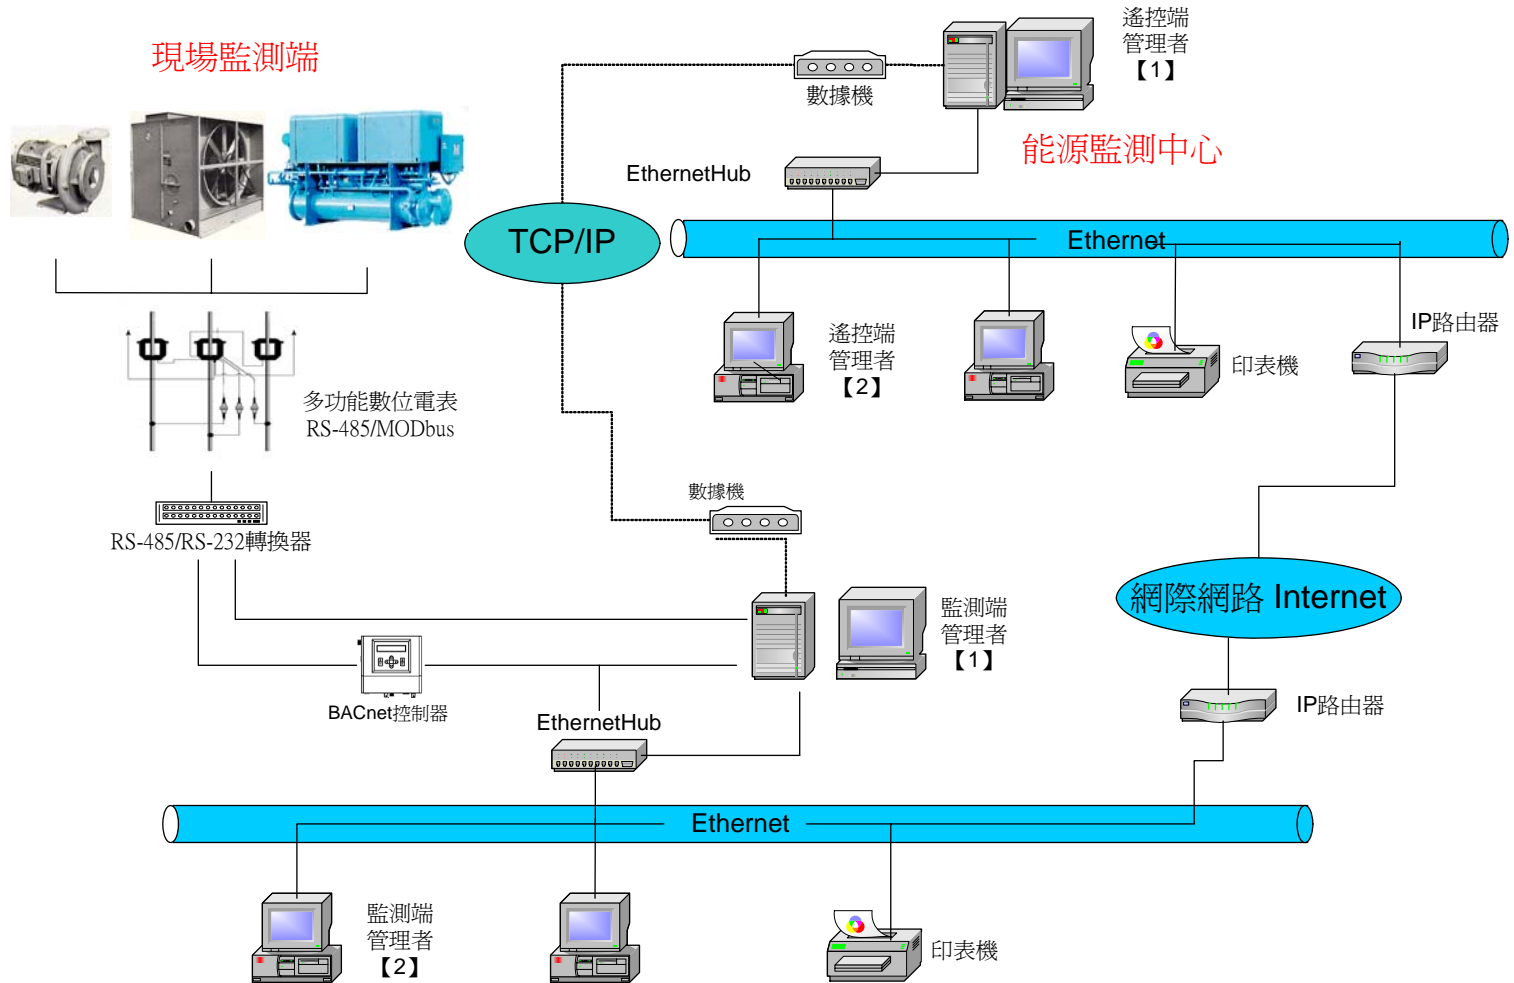 遙控端
管理者
【1】
現場監測端
數據機
能源監測中心
EthernetHub
TCP/IP
Ethernet
IP路由器
遙控端
管理者
【2】
印表機
多功能數位電表
RS-485/MODbus
數據機
RS-485/RS-232轉換器
網際網路 Internet
監測端
管理者
【1】
BACnet控制器
EthernetHub
IP路由器
Ethernet
監測端
管理者
【2】
印表機